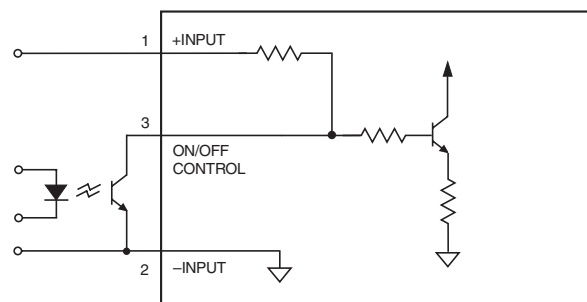 1 +INPUT
3
ON/OFF
CONTROL
2 –INPUT